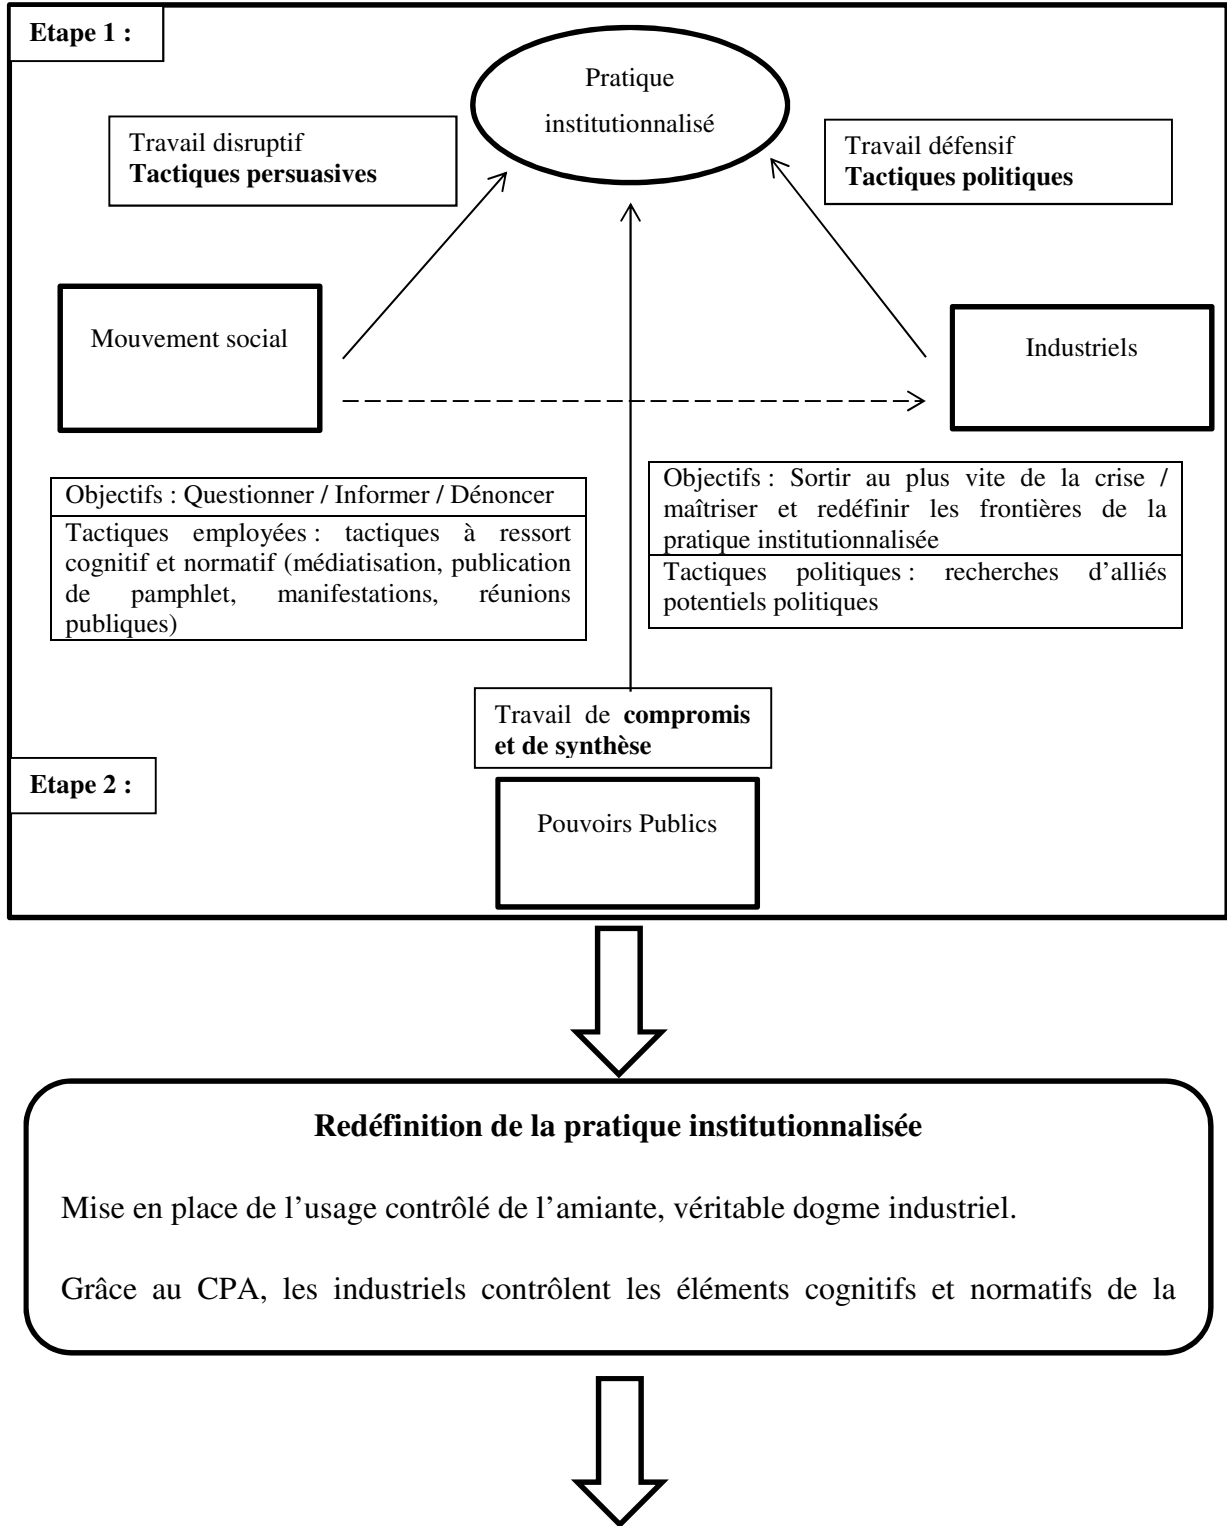 Etape 1 :
Pratique
institutionnalisé
Travail disruptif
Tactiques persuasives
Travail défensif
Tactiques politiques
Mouvement social
Industriels
Objectifs : Questionner / Informer / Dénoncer
Tactiques employées : tactiques à ressort
cognitif et normatif (médiatisation, publication
de pamphlet, manifestations, réunions
publiques)
Objectifs : Sortir au plus vite de la crise /
maîtriser et redéfinir les frontières de la
pratique institutionnalisée
Tactiques politiques : recherches d’alliés
potentiels politiques
Travail de compromis
et de synthèse
Etape 2 :
Pouvoirs Publics
Redéfinition de la pratique institutionnalisée
Mise en place de l’usage contrôlé de l’amiante, véritable dogme industriel.
Grâce au CPA, les industriels contrôlent les éléments cognitifs et normatifs de la